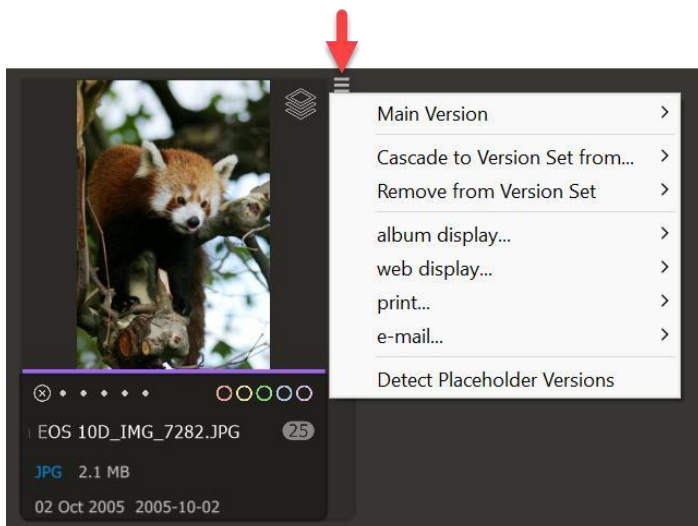 Main Version
Cascade to Version Set from...
Remove from Version Set
album display...
web display...
print...
e-mail...
Detect Placeholder Versions
EOS 10D_IMG_7282.JPG 25
JPG 2.1 MB
02 Oct 2005 2005-10-02